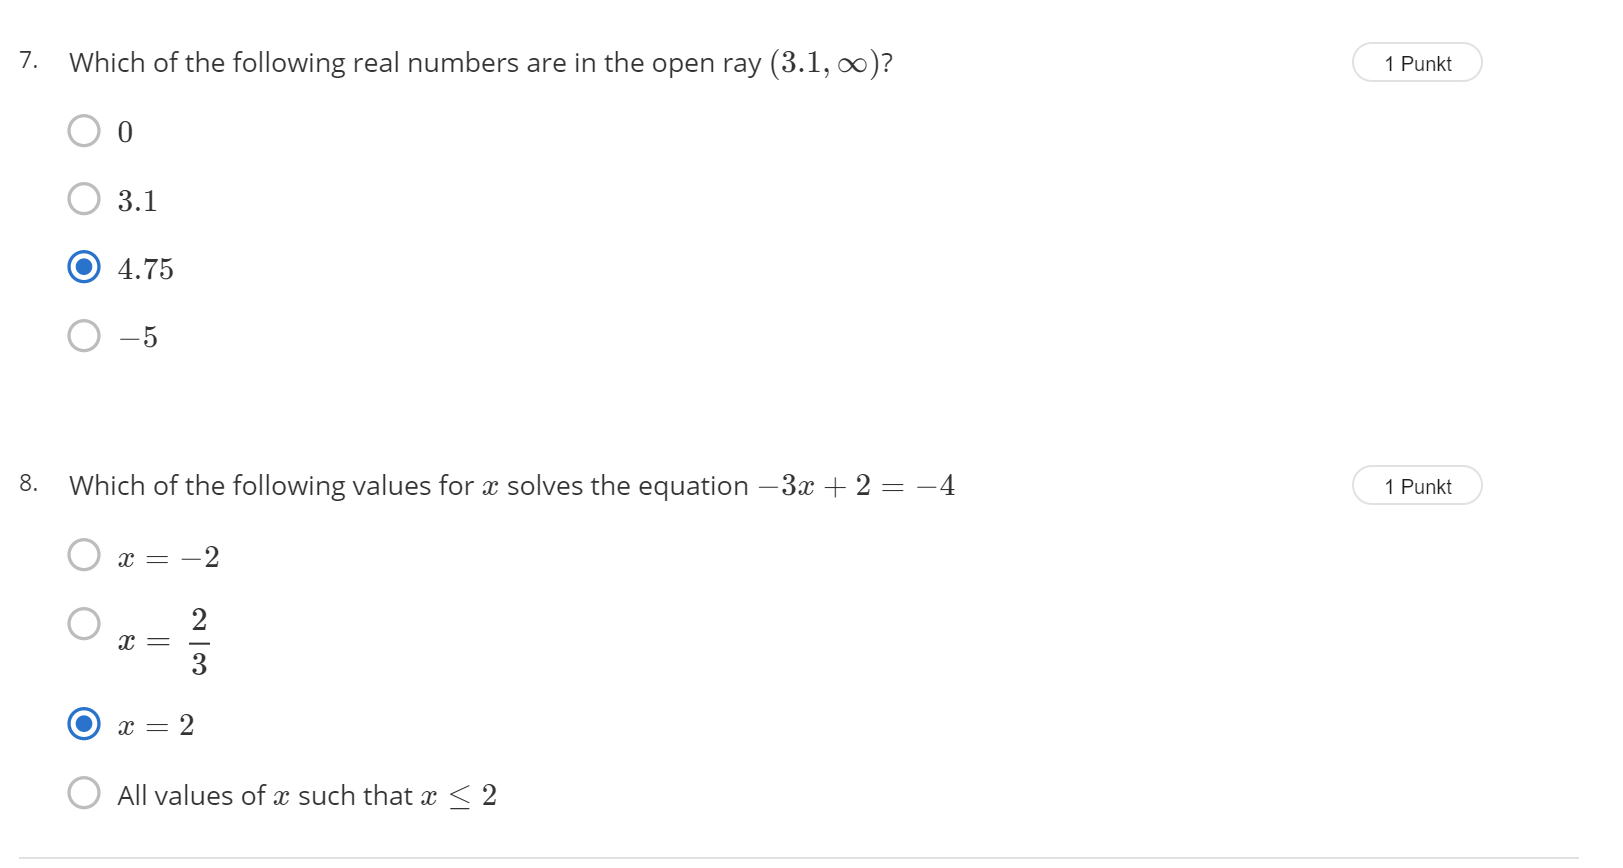 7. Which of the following real numbers are in the open ray (3.1, ∞)? 1 Punkt
0
3.1
4.75
−5
8. Which of the following values for x solves the equation −3x + 2 = −4 1 Punkt
x = −2
x = 2/3
x = 2
All values of x such that x ≤ 2